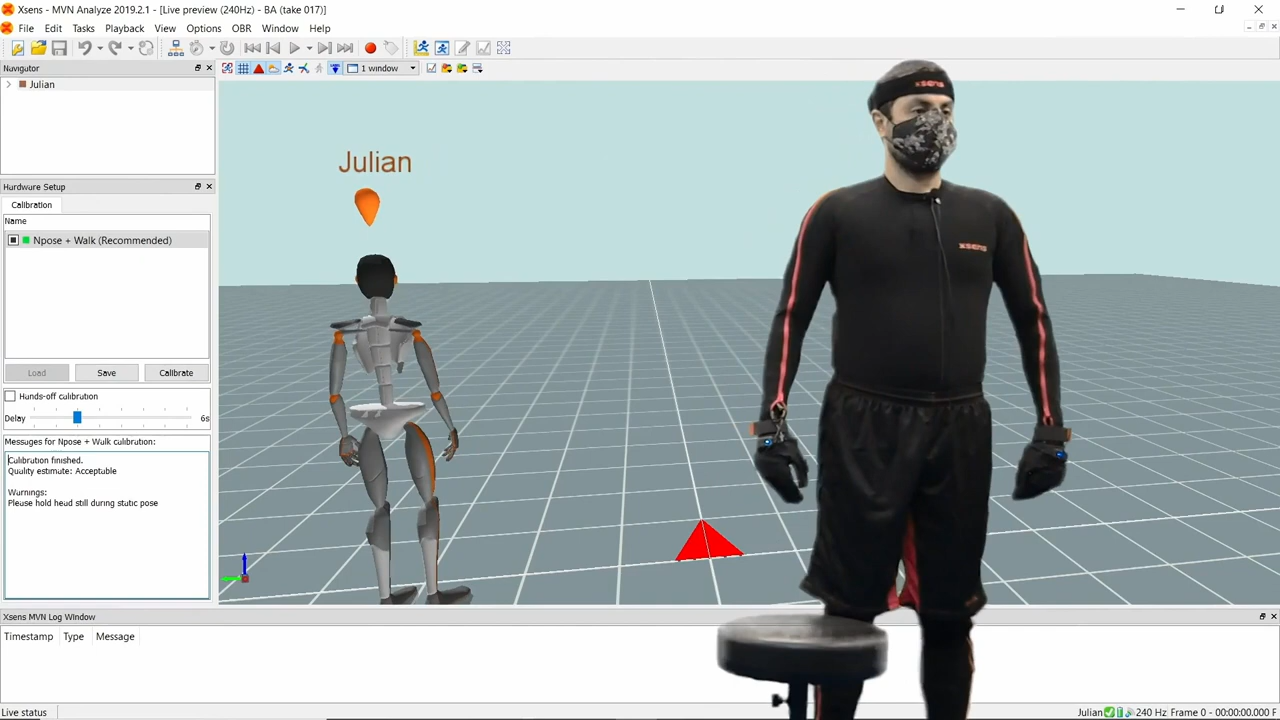 Xsens - MVN Analyze 2019.2.1 - [Live preview (240Hz) - BA (take 017)]
File Edit Tasks Playback View Options OBR Window Help
Navigator
1 window
Julian
Julian
Hardware Setup
Calibration
Name
Npose + Walk (Recommended)
Load Save Calibrate
Hands-off calibration
Delay 6s
Messages for Npose + Walk calibration:
Calibration finished.
Quality estimate: Acceptable
Warnings:
Please hold head still during static pose
xsens
xsens
Xsens MVN Log Window
Timestamp Type Message
Live status
Julian 240 Hz Frame 0 - 00:00:00.000 F